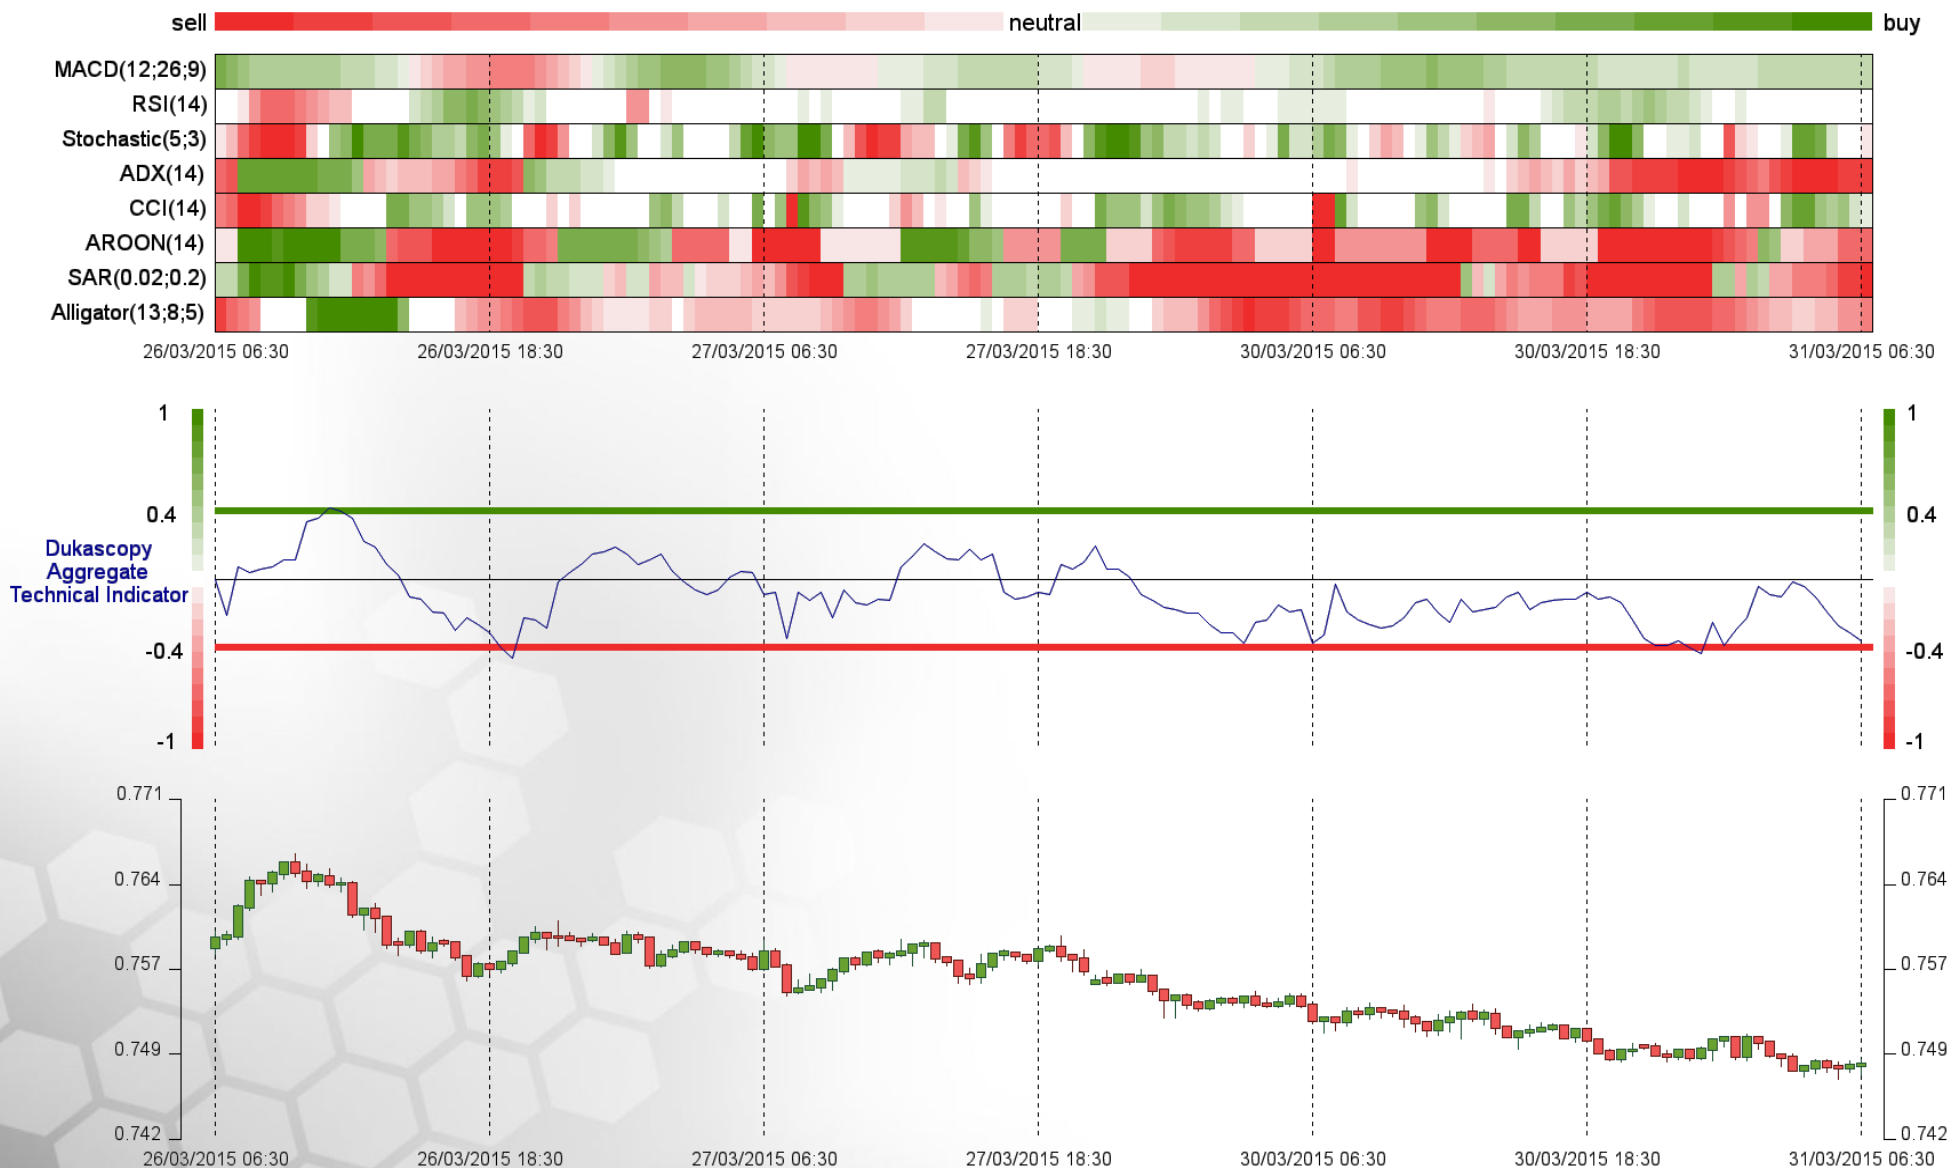 sell neutral buy
MACD(12;26;9)
RSI(14)
Stochastic(5;3)
ADX(14)
CCI(14)
AROON(14)
SAR(0.02;0.2)
Alligator(13;8;5)
26/03/2015 06:30 26/03/2015 18:30 27/03/2015 06:30 27/03/2015 18:30 30/03/2015 06:30 30/03/2015 18:30 31/03/2015 06:30
1 1
0.4 0.4
Dukascopy
Aggregate
Technical Indicator
-0.4 -0.4
-1 -1
0.771 0.771
0.764 0.764
0.757 0.757
0.749 0.749
0.742 0.742
26/03/2015 06:30 26/03/2015 18:30 27/03/2015 06:30 27/03/2015 18:30 30/03/2015 06:30 30/03/2015 18:30 31/03/2015 06:30